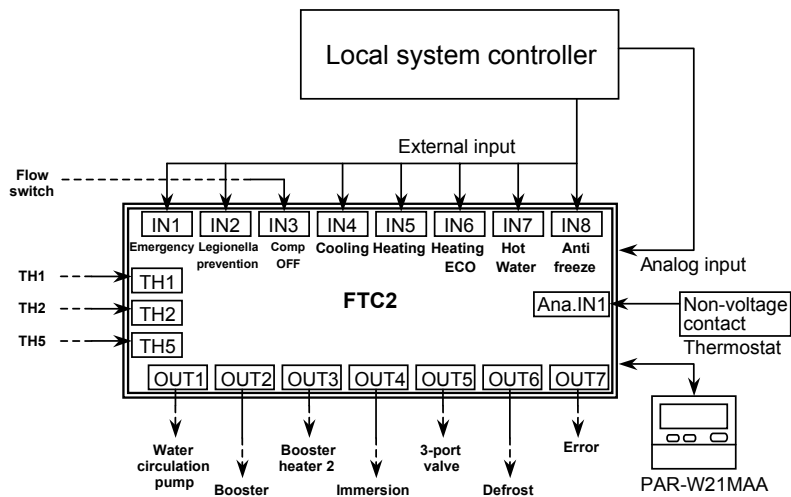 Local system controller
External input
Flow
switch
IN1 IN2 IN3 IN4 IN5 IN6 IN7 IN8
Emergency Legionella prevention Comp OFF Cooling Heating Heating ECO Hot Water Anti freeze
Analog input
TH1 TH1
TH2 TH2
TH5 TH5
FTC2
Ana.IN1
Non-voltage
contact
Thermostat
OUT1 OUT2 OUT3 OUT4 OUT5 OUT6 OUT7
Water
circulation
pump
Booster
Booster
heater 2
Immersion
3-port
valve
Defrost
Error
PAR-W21MAA